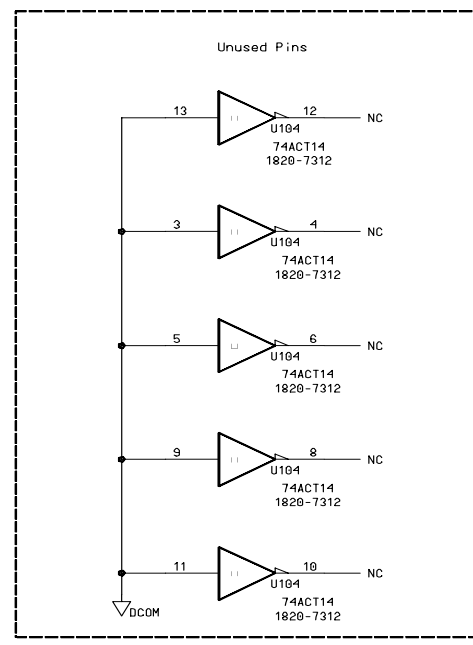 Unused Pins
13 12 NC
U104
74ACT14
1820-7312
3 4 NC
U104
74ACT14
1820-7312
5 6 NC
U104
74ACT14
1820-7312
9 8 NC
U104
74ACT14
1820-7312
11 10 NC
U104
74ACT14
1820-7312
DCOM